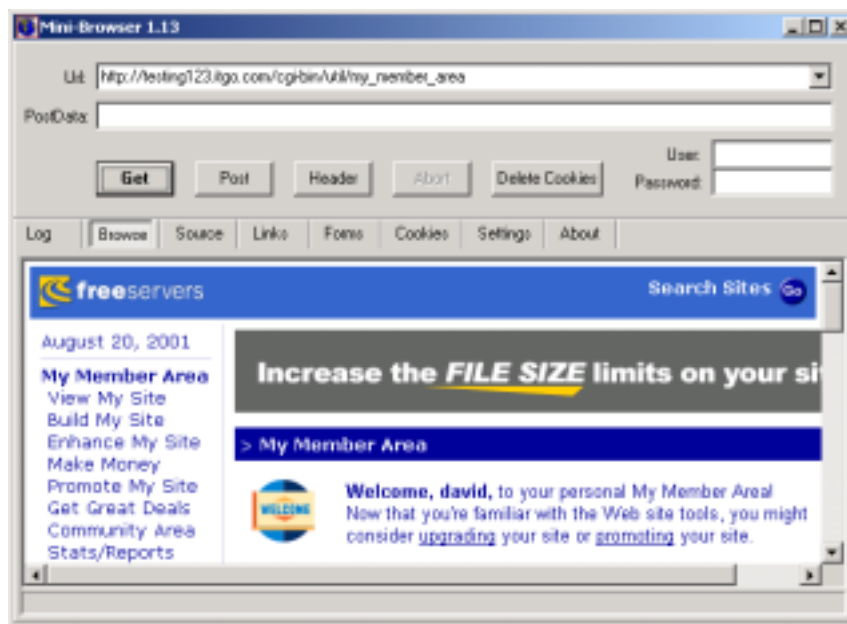 Mini-Browser 1.13
Url: http://testing123.itgo.com/cgi-bin/util/my_member_area
PostData:
User:
Get Post Header Abort Delete Cookies
Password:
Log Browse Source Links Forms Cookies Settings About
freeservers Search Sites Go
August 20, 2001
Increase the FILE SIZE limits on your si
My Member Area
View My Site
Build My Site
Enhance My Site
Make Money
Promote My Site
Get Great Deals
Community Area
Stats/Reports
> My Member Area
WELCOME
Welcome, david, to your personal My Member Area!
Now that you're familiar with the Web site tools, you might
consider upgrading your site or promoting your site.